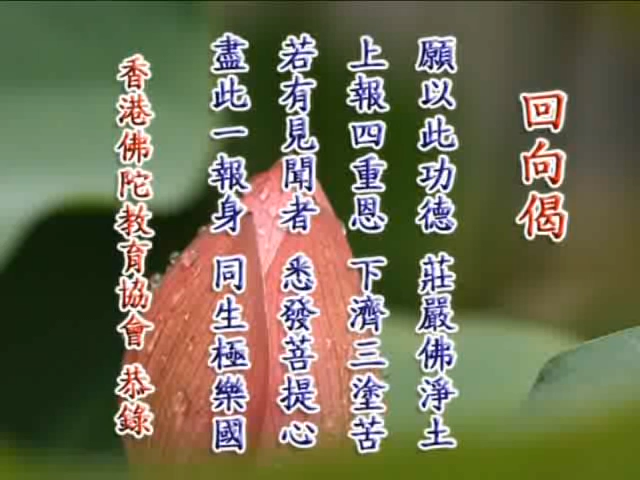 回向偈
願以此功德 莊嚴佛淨土
上報四重恩 下濟三塗苦
若有見聞者 悉發菩提心
盡此一報身 同生極樂國
香港佛陀教育協會 恭錄